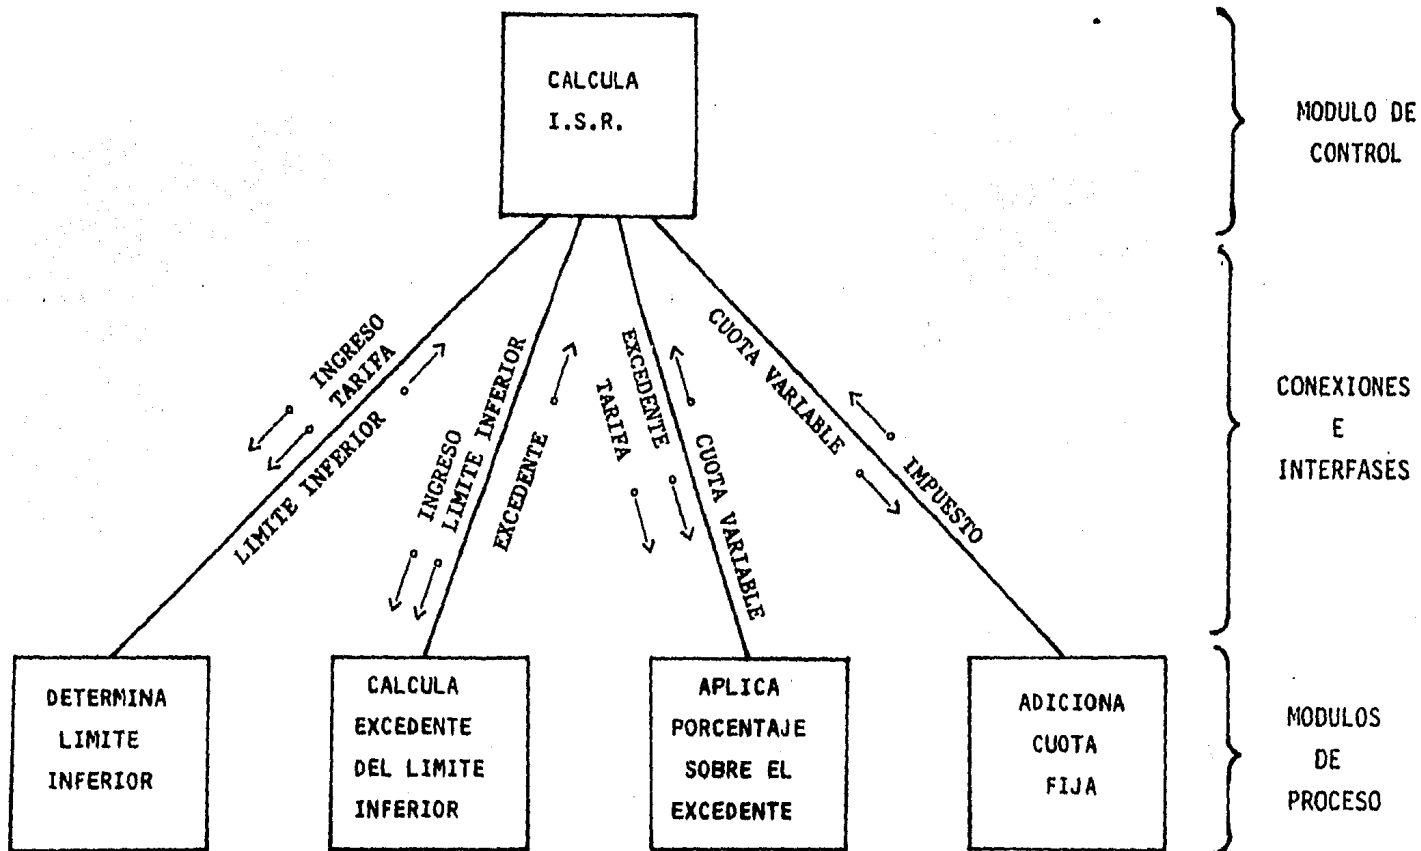 CALCULA
I.S.R.
MODULO DE
CONTROL
INGRESO
TARIFA
LIMITE INFERIOR
INGRESO
LIMITE INFERIOR
EXCEDENTE
TARIFA
EXCEDENTE
CUOTA VARIABLE
CUOTA VARIABLE
IMPUESTO
CONEXIONES
E
INTERFASES
DETERMINA
LIMITE
INFERIOR
CALCULA
EXCEDENTE
DEL LIMITE
INFERIOR
APLICA
PORCENTAJE
SOBRE EL
EXCEDENTE
ADICIONA
CUOTA
FIJA
MODULOS
DE
PROCESO